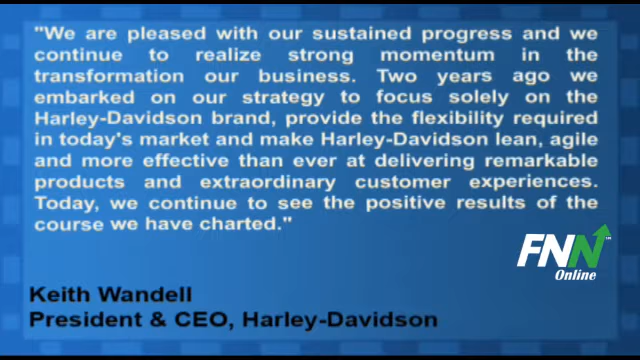 "We are pleased with our sustained progress and we
continue to realize strong momentum in the
transformation our business. Two years ago we
embarked on our strategy to focus solely on the
Harley-Davidson brand, provide the flexibility required
in today's market and make Harley-Davidson lean, agile
and more effective than ever at delivering remarkable
products and extraordinary customer experiences.
Today, we continue to see the positive results of the
course we have charted."
FNN
Online
Keith Wandell
President & CEO, Harley-Davidson